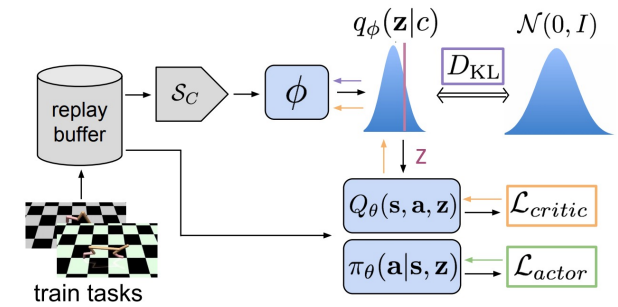 q_ϕ(𝐳|c)
𝒩(0, I)
D_KL
replay
buffer
𝒮_C
ϕ
z
Q_θ(𝐬, 𝐚, 𝐳)
ℒ_critic
π_θ(𝐚|𝐬, 𝐳)
ℒ_actor
train tasks